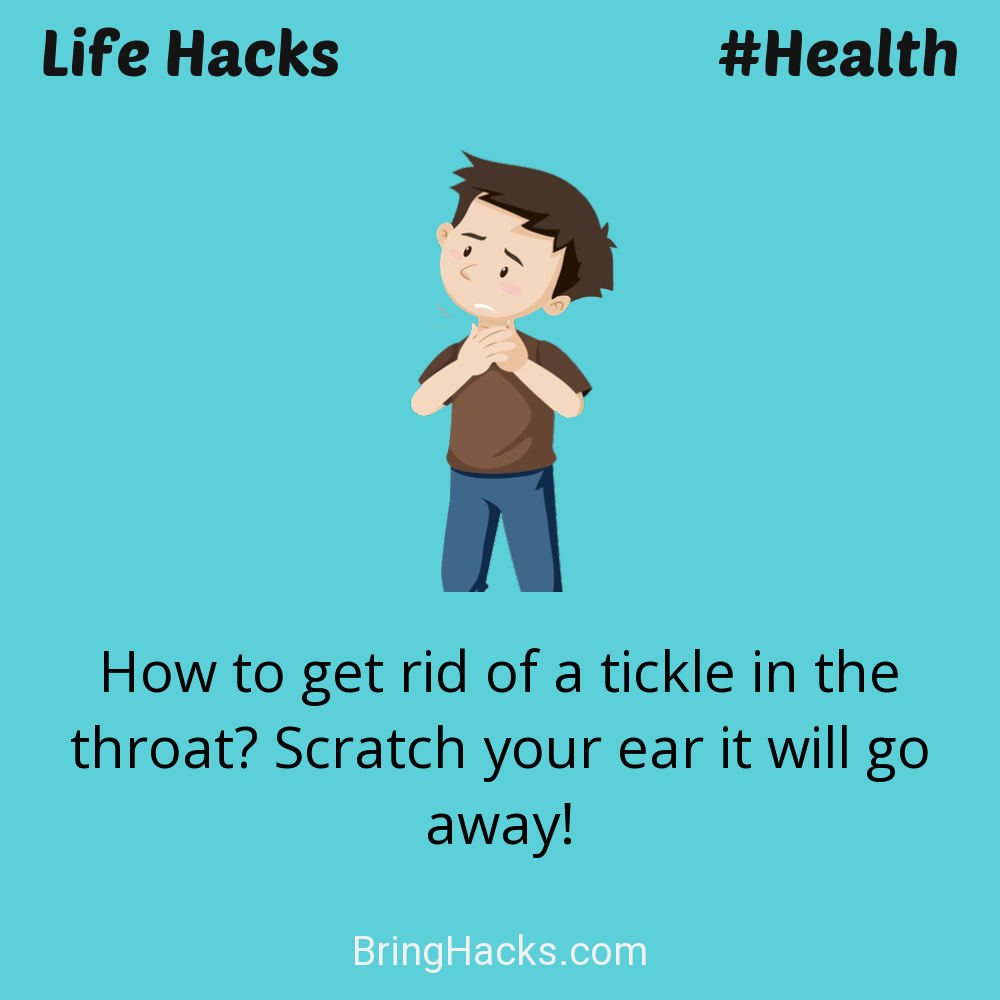 Life Hacks
#Health
How to get rid of a tickle in the
throat? Scratch your ear it will go
away!
BringHacks.com